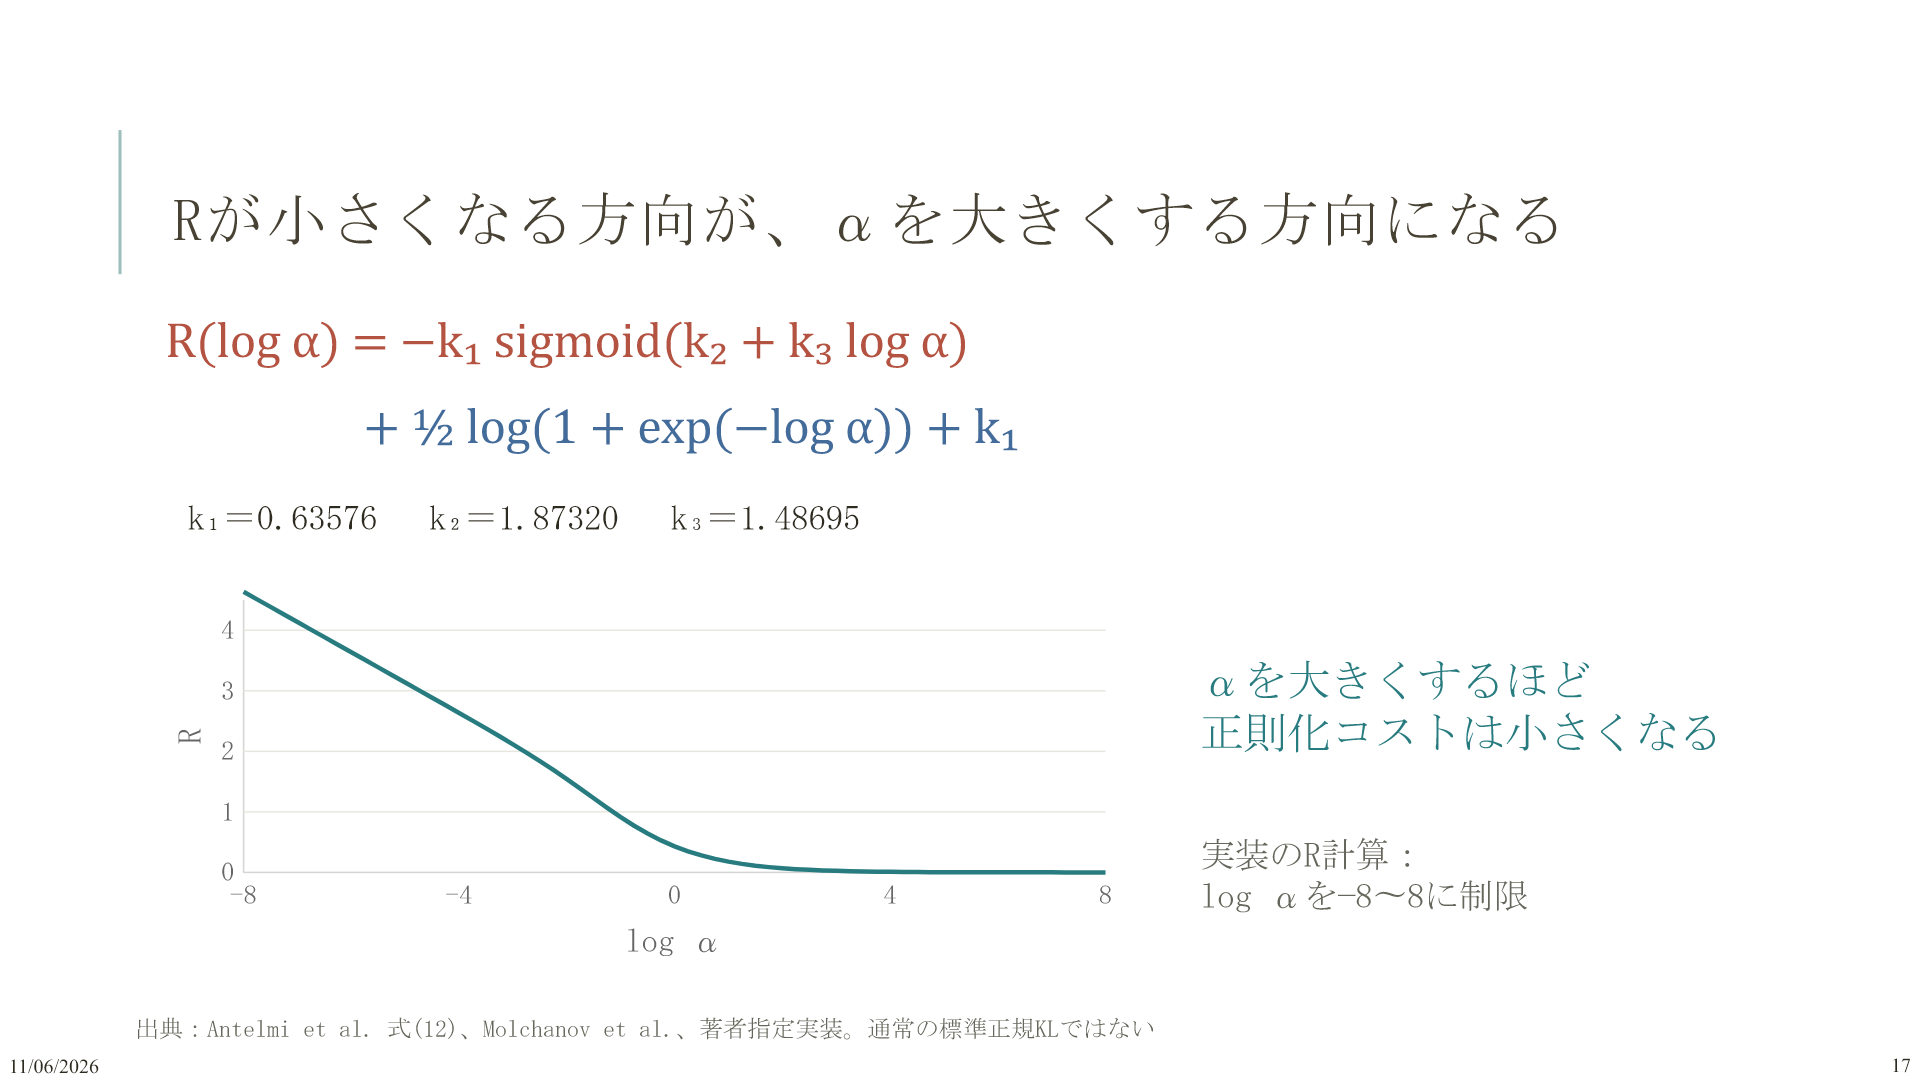 Rが小さくなる方向が、αを大きくする方向になる
R(log α) = −k₁ sigmoid(k₂ + k₃ log α)
+ ½ log(1 + exp(−log α)) + k₁
k₁＝0.63576 k₂＝1.87320 k₃＝1.48695
4
3
2
1
0
R
−8 −4 0 4 8
log α
αを大きくするほど
正則化コストは小さくなる
実装のR計算：
log αを−8〜8に制限
出典：Antelmi et al. 式(12)、Molchanov et al.、著者指定実装。通常の標準正規KLではない
11/06/2026
17